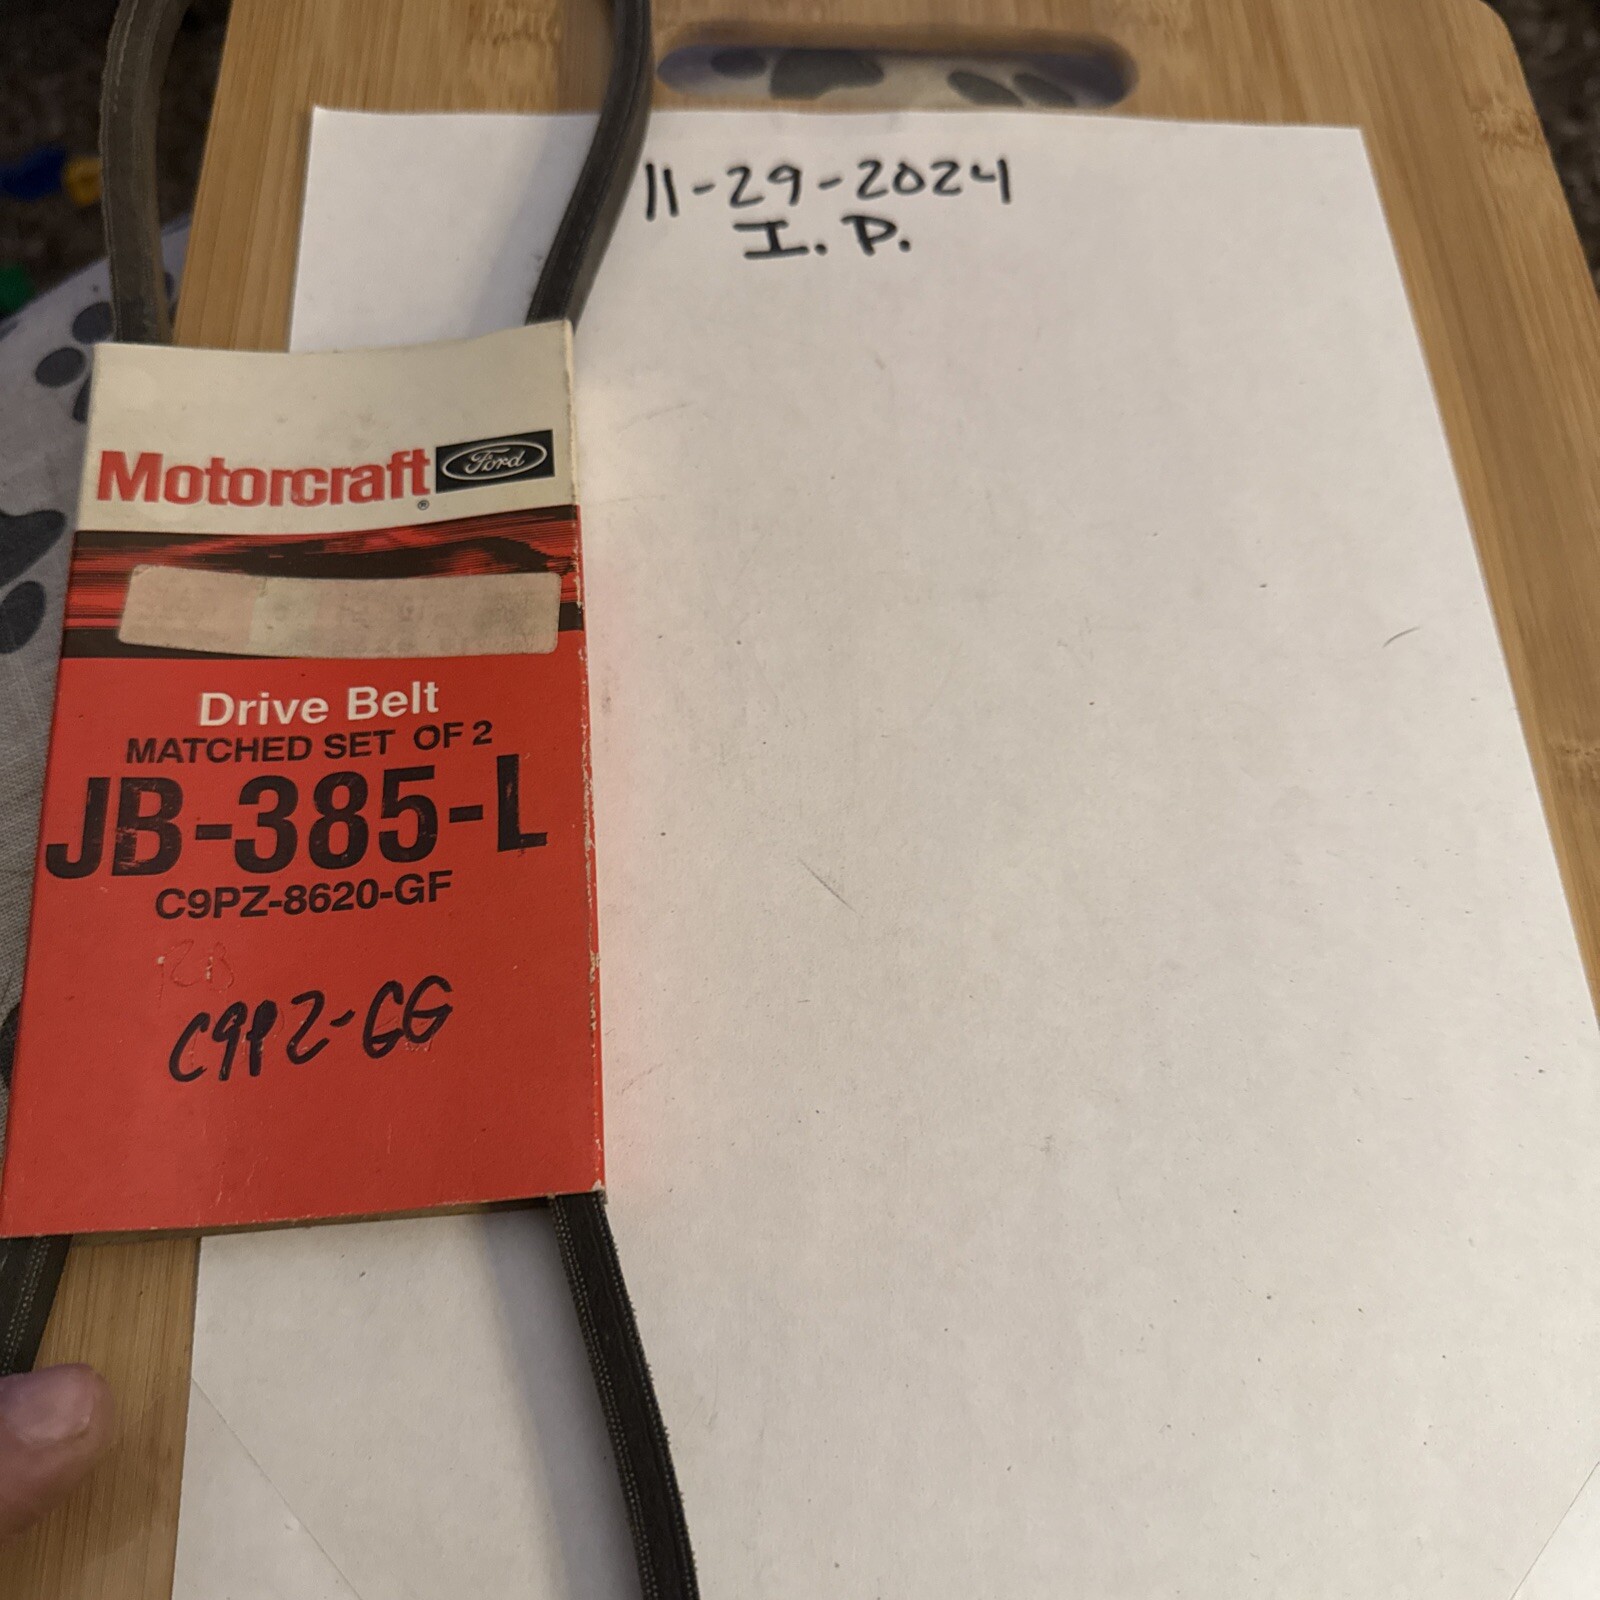 11-29-2024
I. P.
Motorcraft® Ford
Drive Belt
MATCHED SET OF 2
JB-385-L
C9PZ-8620-GF
C9PZ-GG